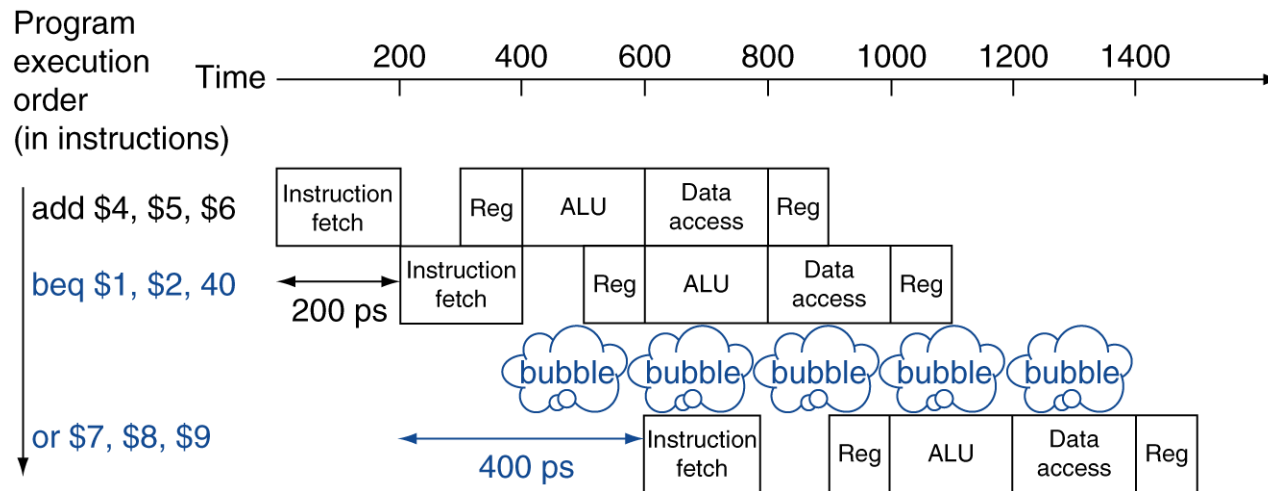 Program
execution
order
(in instructions)
Time
200 400 600 800 1000 1200 1400
add $4, $5, $6
Instruction
fetch
Reg
ALU
Data
access
Reg
beq $1, $2, 40
200 ps
Instruction
fetch
Reg
ALU
Data
access
Reg
bubble bubble bubble bubble bubble
or $7, $8, $9
400 ps
Instruction
fetch
Reg
ALU
Data
access
Reg